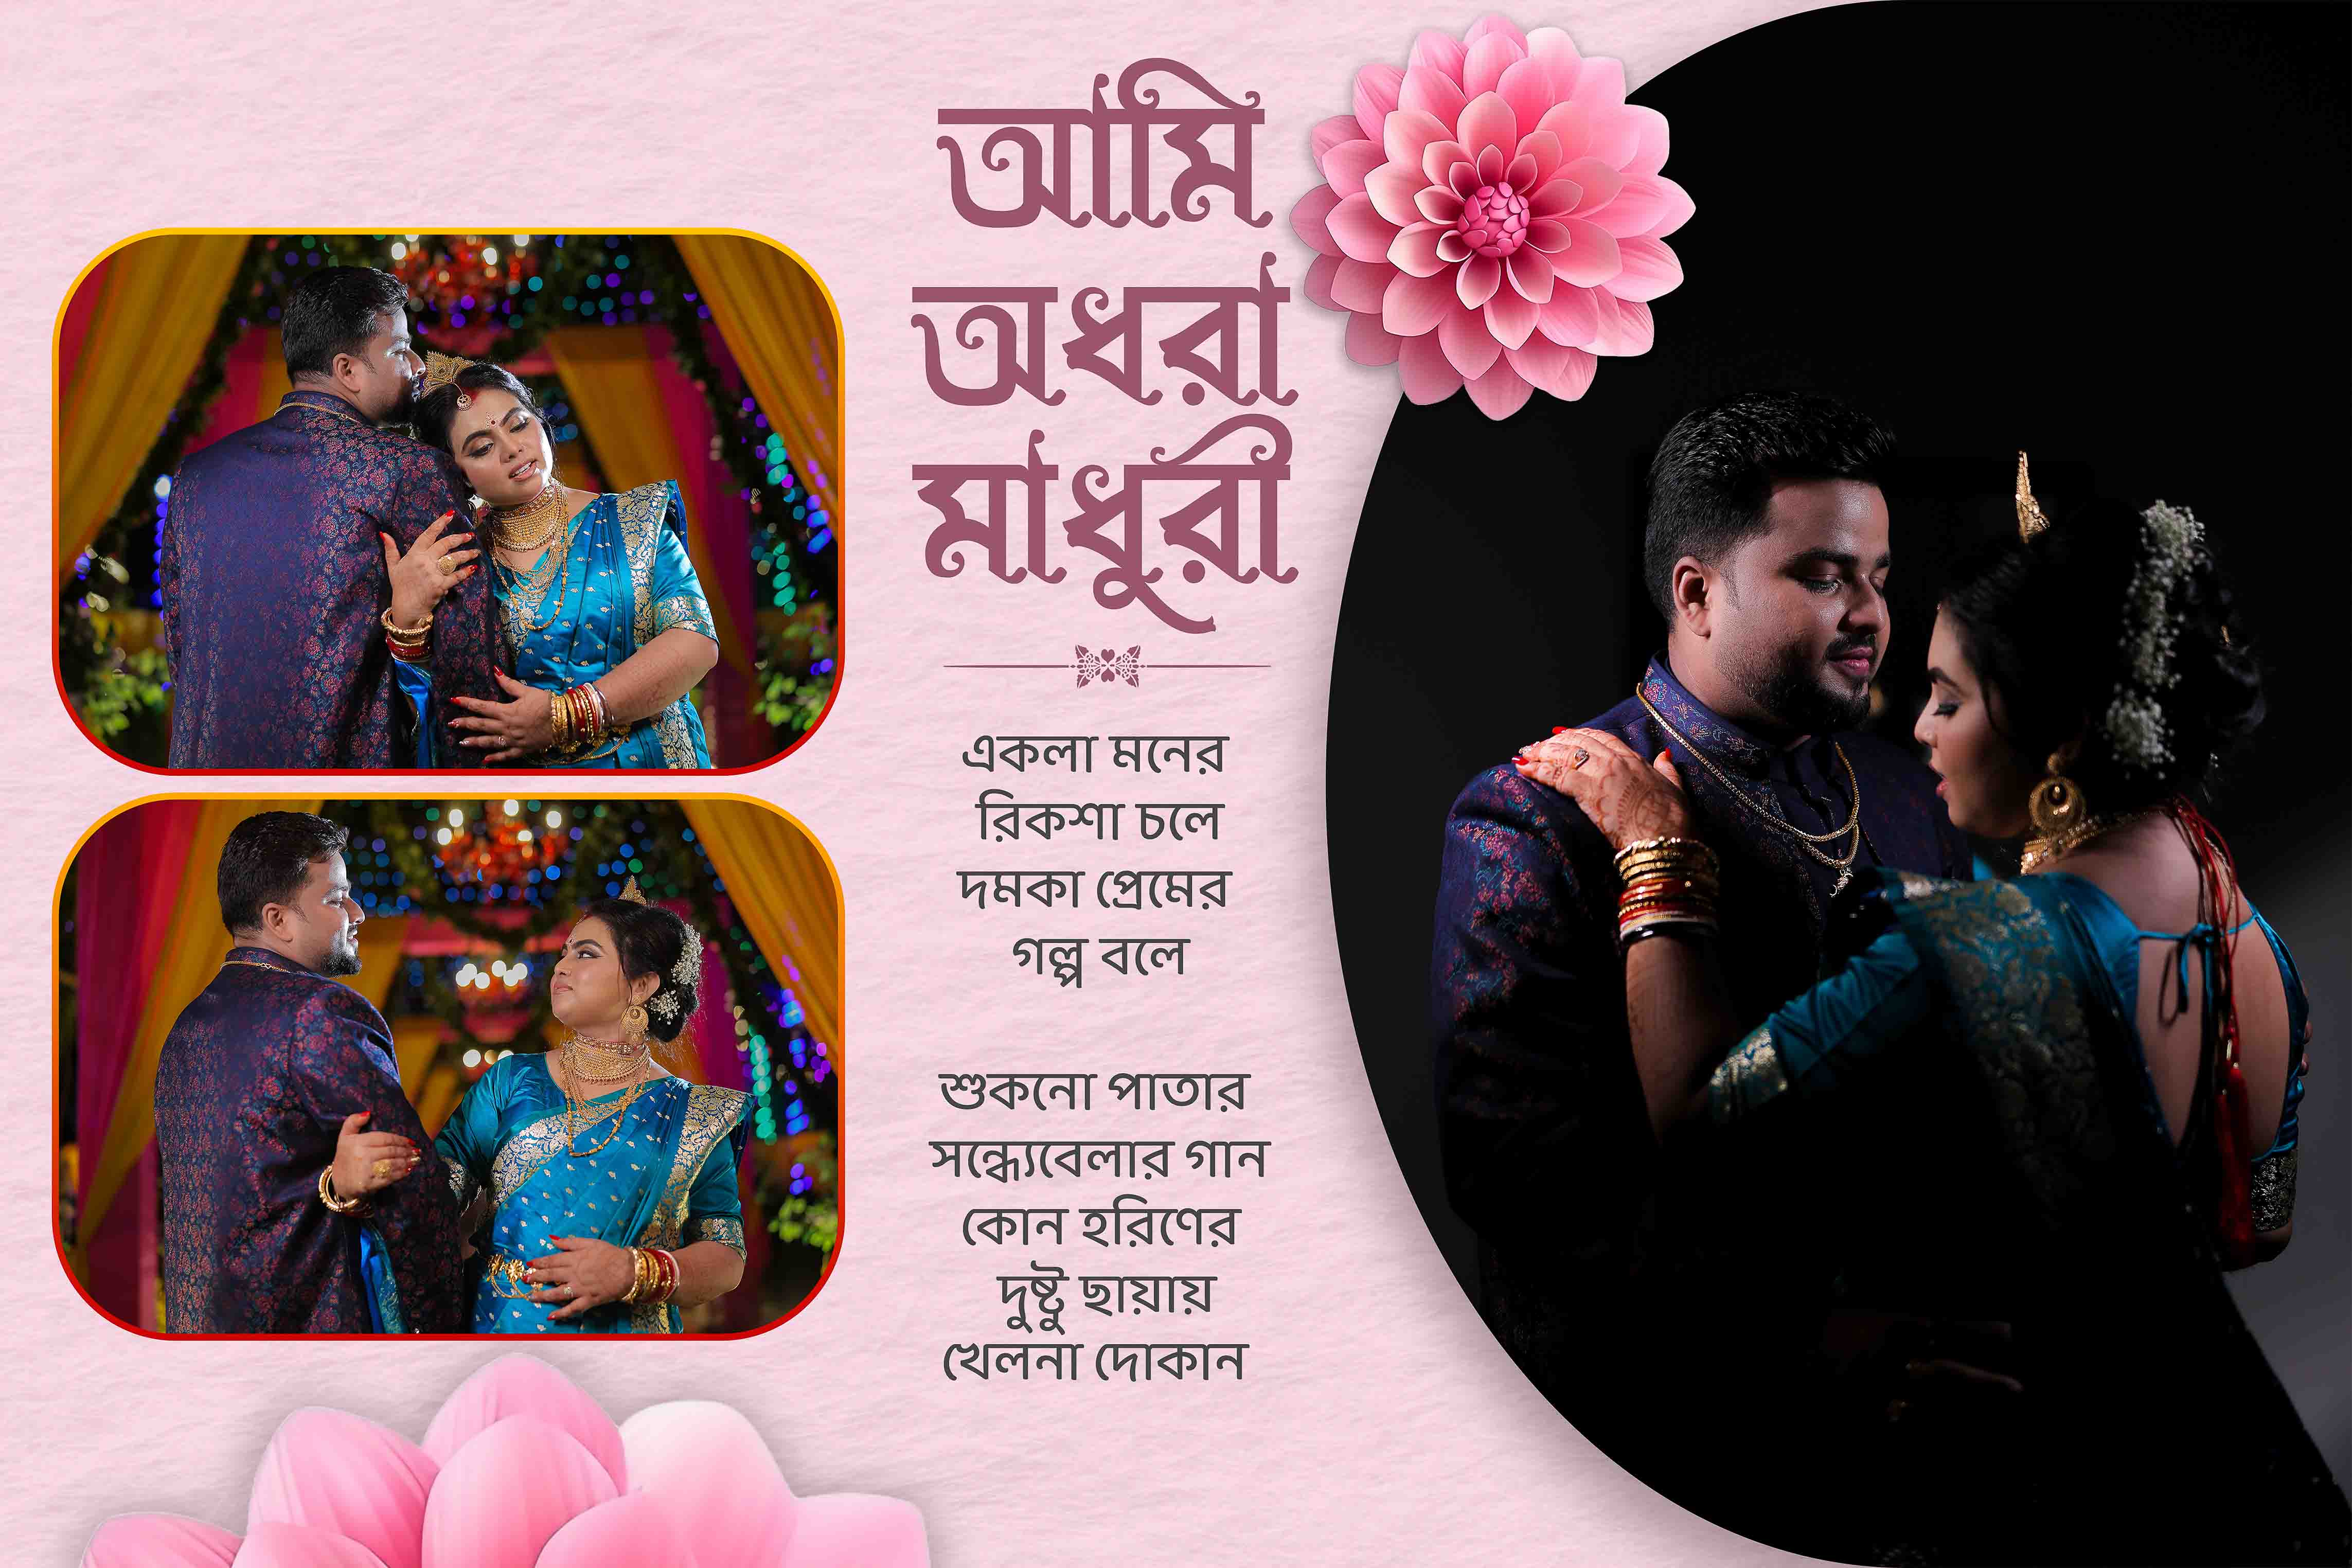 আমি
অধরা
মাধুরী
একলা মনের
রিকশা চলে
দমকা প্রেমের
গল্প বলে
শুকনো পাতার
সন্ধ্যেবেলার গান
কোন হরিণের
দুষ্টু ছায়ায়
খেলনা দোকান